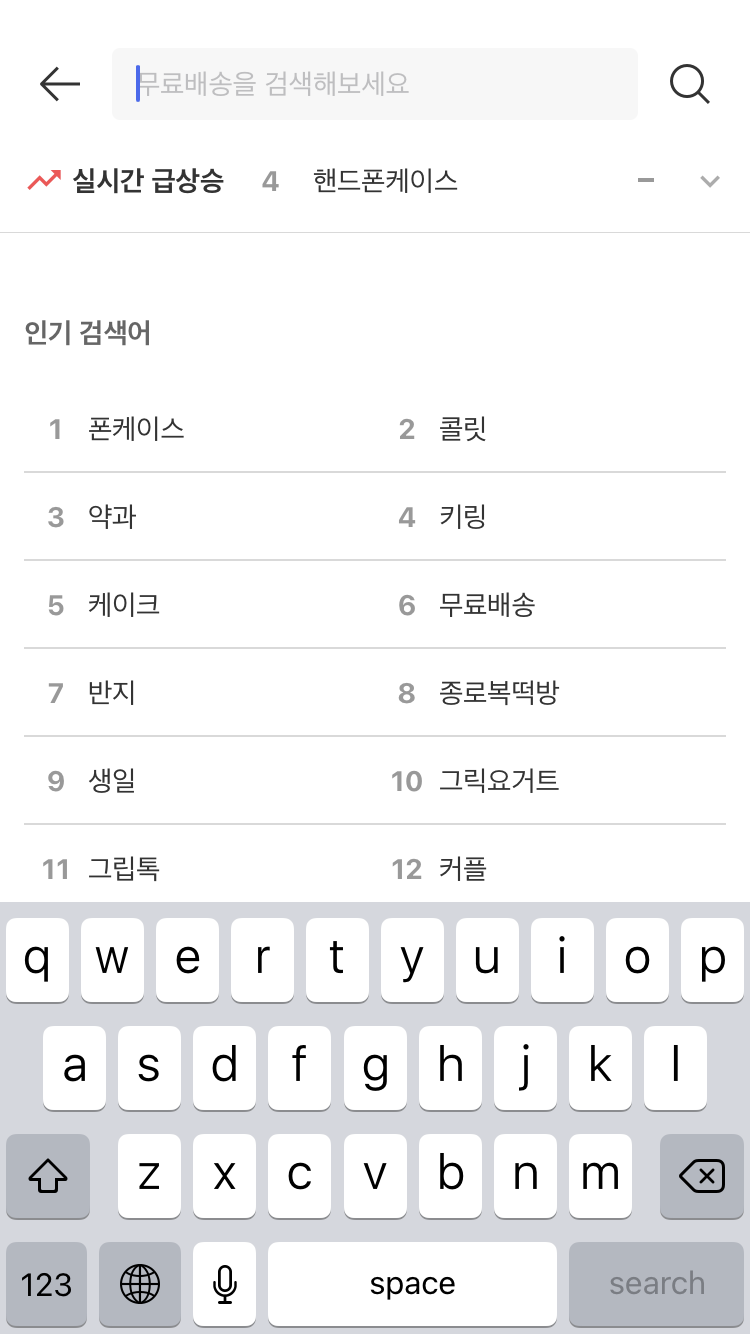 무료배송을 검색해보세요
실시간 급상승 4 핸드폰케이스
인기 검색어
1 폰케이스 2 콜릿
3 약과 4 키링
5 케이크 6 무료배송
7 반지 8 종로복떡방
9 생일 10 그릭요거트
11 그립톡 12 커플
q w e r t y u i o p
a s d f g h j k l
z x c v b n m
123 space search